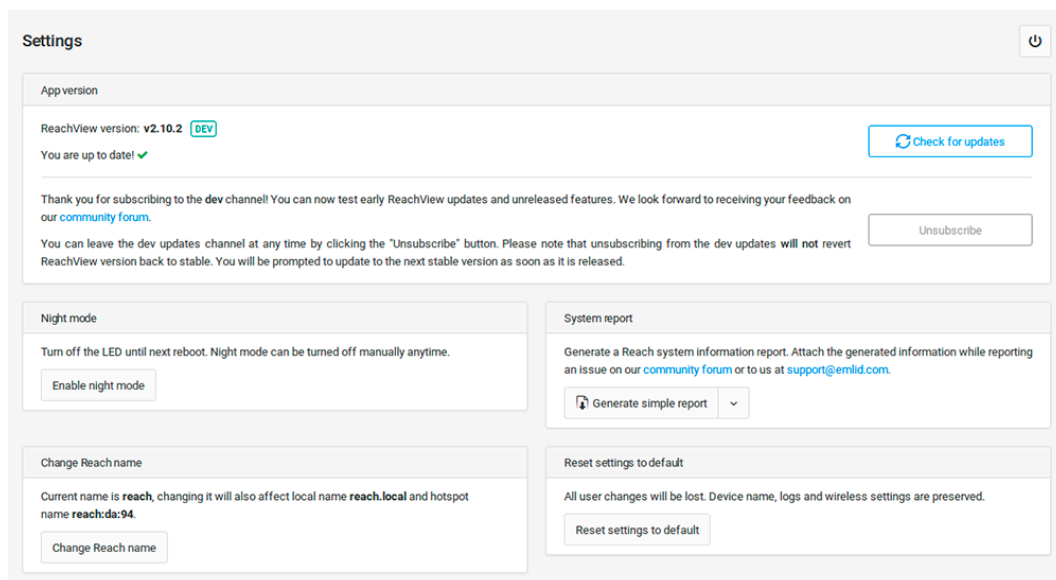 Settings
App version
ReachView version: v2.10.2 DEV
You are up to date!
Check for updates
Thank you for subscribing to the dev channel! You can now test early ReachView updates and unreleased features. We look forward to receiving your feedback on
our community forum.
You can leave the dev updates channel at any time by clicking the "Unsubscribe" button. Please note that unsubscribing from the dev updates will not revert
ReachView version back to stable. You will be prompted to update to the next stable version as soon as it is released.
Unsubscribe
Night mode
Turn off the LED until next reboot. Night mode can be turned off manually anytime.
Enable night mode
System report
Generate a Reach system information report. Attach the generated information while reporting
an issue on our community forum or to us at support@emlid.com.
Generate simple report
Change Reach name
Current name is reach, changing it will also affect local name reach.local and hotspot
name reach:da:94.
Change Reach name
Reset settings to default
All user changes will be lost. Device name, logs and wireless settings are preserved.
Reset settings to default